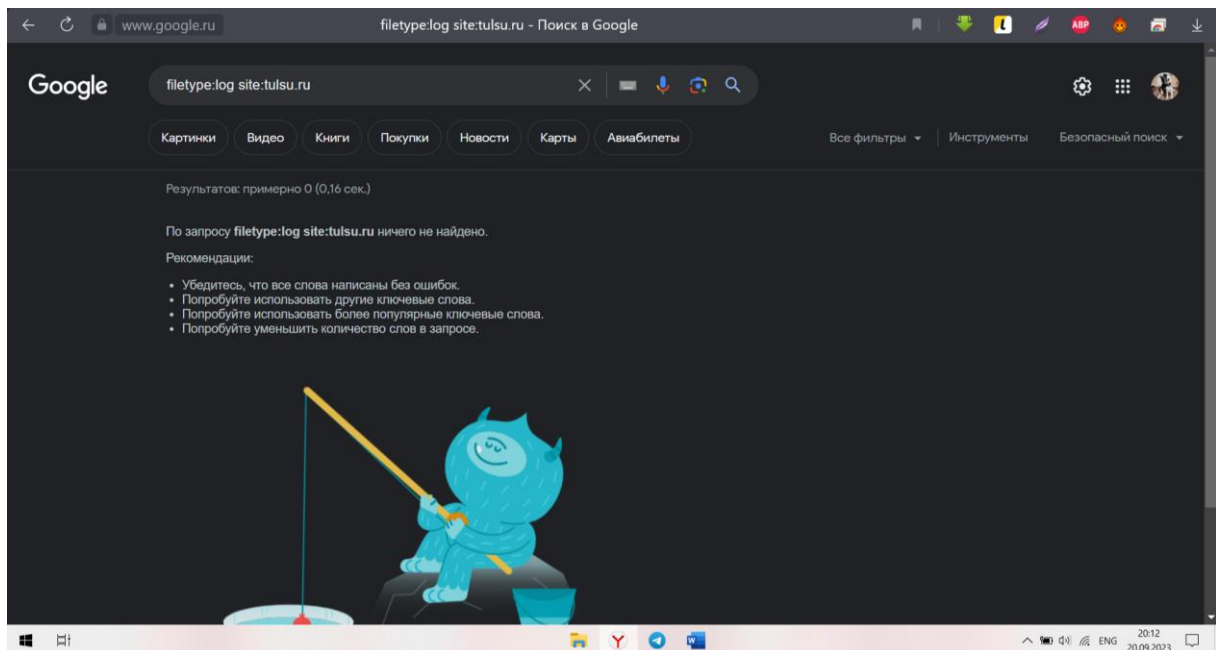 www.google.ru
filetype:log site:tulsu.ru - Поиск в Google
ABP
Google
filetype:log site:tulsu.ru
Картинки
Видео
Книги
Покупки
Новости
Карты
Авиабилеты
Все фильтры
Инструменты
Безопасный поиск
Результатов: примерно 0 (0,16 сек.)
По запросу filetype:log site:tulsu.ru ничего не найдено.
Рекомендации:
• Убедитесь, что все слова написаны без ошибок.
• Попробуйте использовать другие ключевые слова.
• Попробуйте использовать более популярные ключевые слова.
• Попробуйте уменьшить количество слов в запросе.
ENG
20:12
20.09.2023